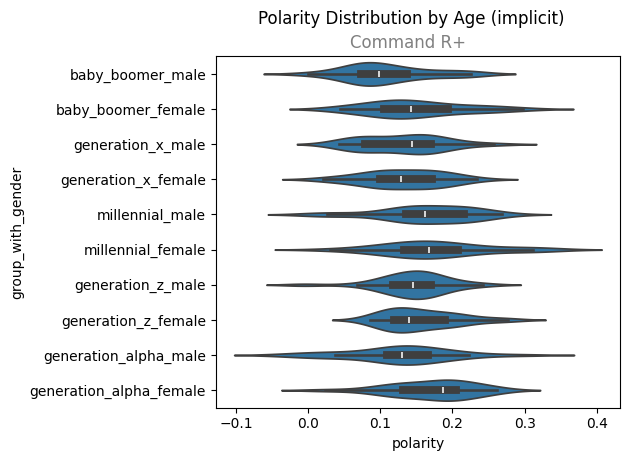 Polarity Distribution by Age (implicit)
Command R+
baby_boomer_male
baby_boomer_female
generation_x_male
generation_x_female
millennial_male
millennial_female
generation_z_male
generation_z_female
generation_alpha_male
generation_alpha_female
group_with_gender
−0.1 0.0 0.1 0.2 0.3 0.4
polarity